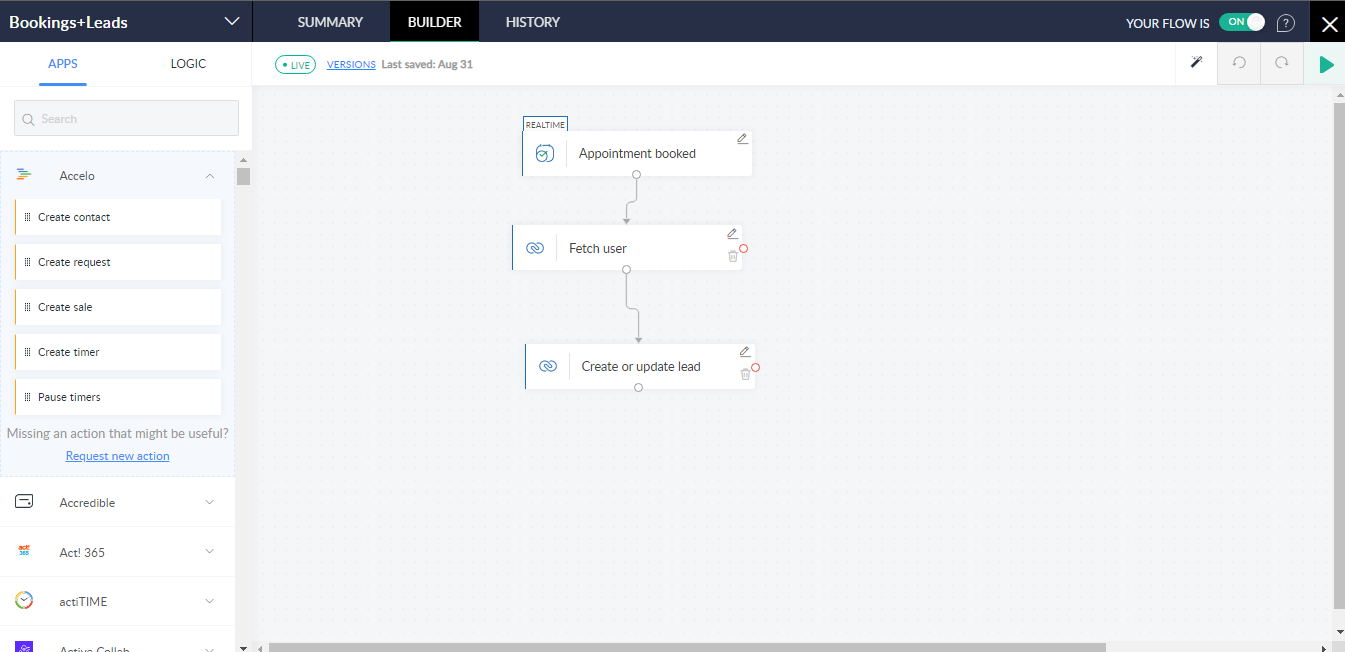 Bookings+Leads
SUMMARY
BUILDER
HISTORY
YOUR FLOW IS
ON
?
APPS
LOGIC
LIVE
VERSIONS
Last saved: Aug 31
Search
Accelo
Create contact
Create request
Create sale
Create timer
Pause timers
Missing an action that might be useful?
Request new action
Accredible
act! 365
Act! 365
actiTIME
Active Collab
REALTIME
Appointment booked
Fetch user
Create or update lead